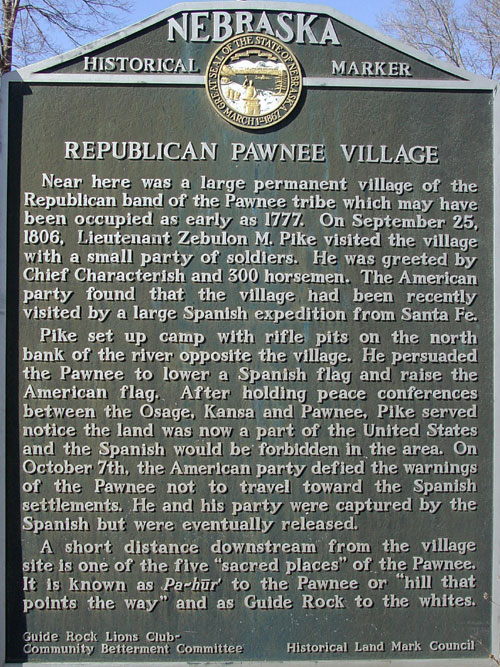 NEBRASKA
GREAT SEAL OF THE STATE OF NEBRASKA
MARCH 1ST 1867
HISTORICAL MARKER
REPUBLICAN PAWNEE VILLAGE
Near here was a large permanent village of the
Republican band of the Pawnee tribe which may have
been occupied as early as 1777. On September 25,
1806, Lieutenant Zebulon M. Pike visited the village
with a small party of soldiers. He was greeted by
Chief Characterish and 300 horsemen. The American
party found that the village had been recently
visited by a large Spanish expedition from Santa Fe.
Pike set up camp with rifle pits on the north
bank of the river opposite the village. He persuaded
the Pawnee to lower a Spanish flag and raise the
American flag. After holding peace conferences
between the Osage, Kansa and Pawnee, Pike served
notice the land was now a part of the United States
and the Spanish would be forbidden in the area. On
October 7th, the American party defied the warnings
of the Pawnee not to travel toward the Spanish
settlements. He and his party were captured by the
Spanish but were eventually released.
A short distance downstream from the village
site is one of the five "sacred places" of the Pawnee.
It is known as Pa-hūr' to the Pawnee or "hill that
points the way" and as Guide Rock to the whites.
Guide Rock Lions Club-
Community Betterment Committee
Historical Land Mark Council